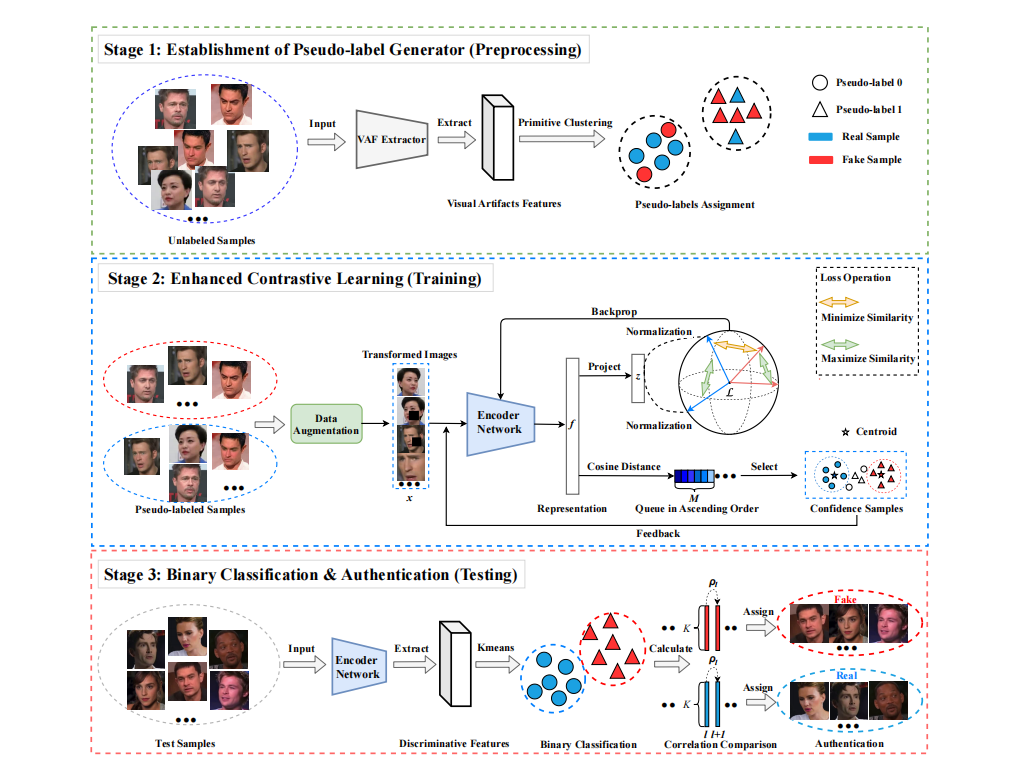 Stage 1: Establishment of Pseudo-label Generator (Preprocessing)
Input
VAF Extractor
Extract
Primitive Clustering
Pseudo-label 0
Pseudo-label 1
Real Sample
Fake Sample
Unlabeled Samples
Visual Artifacts Features
Pseudo-labels Assignment
Stage 2: Enhanced Contrastive Learning (Training)
Loss Operation
Minimize Similarity
Maximize Similarity
Backprop
Normalization
Transformed Images
Project
z
ℒ
Data
Augmentation
Encoder
Network
f
Normalization
Centroid
Cosine Distance
Select
x
M
Pseudo-labeled Samples
Representation
Queue in Ascending Order
Confidence Samples
Feedback
Stage 3: Binary Classification & Authentication (Testing)
Input
Encoder
Network
Extract
Kmeans
Calculate
ρl
K
Assign
Fake
ρl
K
Assign
Real
l l+1
Test Samples
Discriminative Features
Binary Classification
Correlation Comparison
Authentication